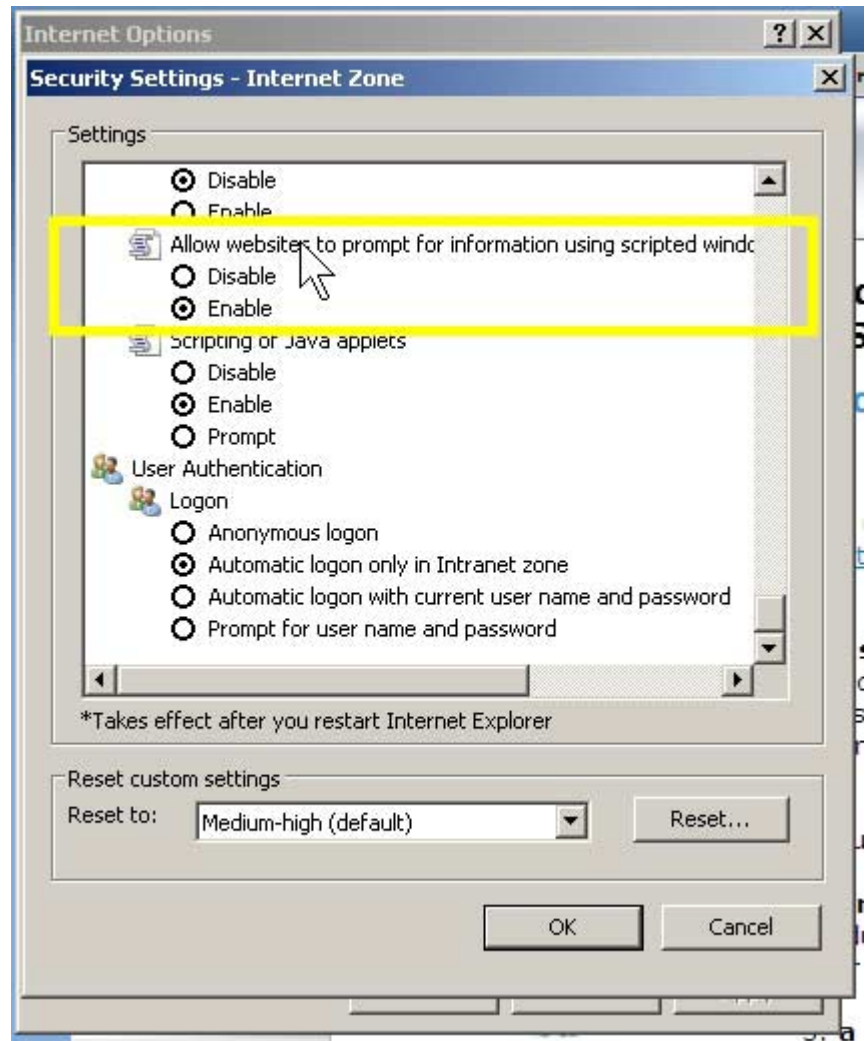 Internet Options
Security Settings - Internet Zone
Settings
Disable
Enable
Allow websites to prompt for information using scripted windo
Disable
Enable
Scripting of Java applets
Disable
Enable
Prompt
User Authentication
Logon
Anonymous logon
Automatic logon only in Intranet zone
Automatic logon with current user name and password
Prompt for user name and password
*Takes effect after you restart Internet Explorer
Reset custom settings
Reset to: Medium-high (default) Reset...
OK Cancel